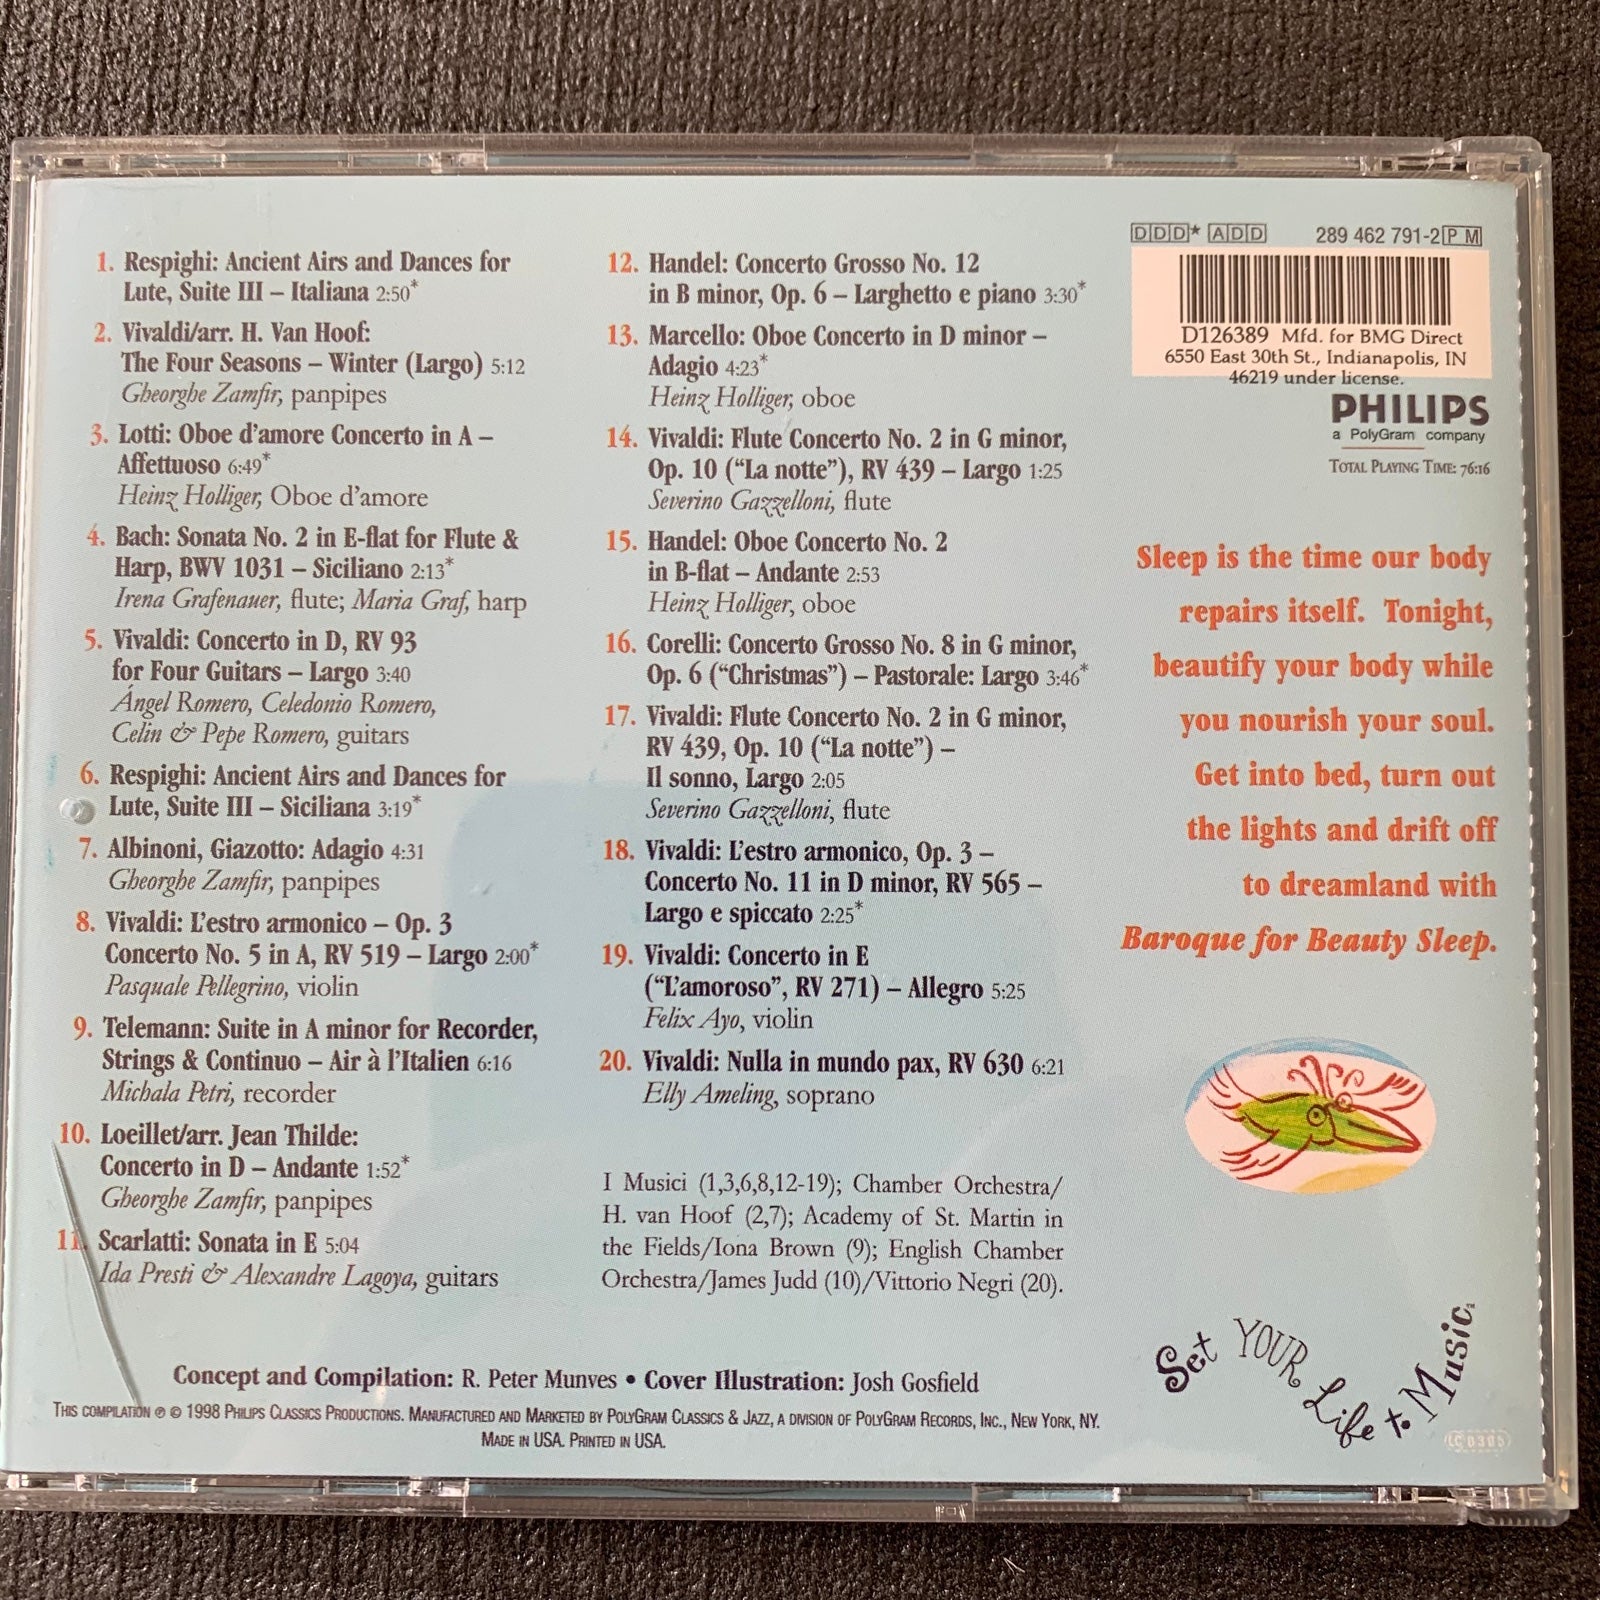 1. Respighi: Ancient Airs and Dances for
Lute, Suite III – Italiana 2:50*
2. Vivaldi/arr. H. Van Hoof:
The Four Seasons – Winter (Largo) 5:12
Gheorghe Zamfir, panpipes
3. Lotti: Oboe d'amore Concerto in A –
Affettuoso 6:49*
Heinz Holliger, Oboe d'amore
4. Bach: Sonata No. 2 in E-flat for Flute &
Harp, BWV 1031 – Siciliano 2:13*
Irena Grafenauer, flute; Maria Graf, harp
5. Vivaldi: Concerto in D, RV 93
for Four Guitars – Largo 3:40
Ángel Romero, Celedonio Romero,
Celin & Pepe Romero, guitars
6. Respighi: Ancient Airs and Dances for
Lute, Suite III – Siciliana 3:19*
7. Albinoni, Giazotto: Adagio 4:31
Gheorghe Zamfir, panpipes
8. Vivaldi: L'estro armonico – Op. 3
Concerto No. 5 in A, RV 519 – Largo 2:00*
Pasquale Pellegrino, violin
9. Telemann: Suite in A minor for Recorder,
Strings & Continuo – Air à l'Italien 6:16
Michala Petri, recorder
10. Loeillet/arr. Jean Thilde:
Concerto in D – Andante 1:52*
Gheorghe Zamfir, panpipes
11. Scarlatti: Sonata in E 5:04
Ida Presti & Alexandre Lagoya, guitars
12. Handel: Concerto Grosso No. 12
in B minor, Op. 6 – Larghetto e piano 3:30*
13. Marcello: Oboe Concerto in D minor –
Adagio 4:23*
Heinz Holliger, oboe
14. Vivaldi: Flute Concerto No. 2 in G minor,
Op. 10 ("La notte"), RV 439 – Largo 1:25
Severino Gazzelloni, flute
15. Handel: Oboe Concerto No. 2
in B-flat – Andante 2:53
Heinz Holliger, oboe
16. Corelli: Concerto Grosso No. 8 in G minor,
Op. 6 ("Christmas") – Pastorale: Largo 3:46*
17. Vivaldi: Flute Concerto No. 2 in G minor,
RV 439, Op. 10 ("La notte") –
Il sonno, Largo 2:05
Severino Gazzelloni, flute
18. Vivaldi: L'estro armonico, Op. 3 –
Concerto No. 11 in D minor, RV 565 –
Largo e spiccato 2:25*
19. Vivaldi: Concerto in E
("L'amoroso", RV 271) – Allegro 5:25
Felix Ayo, violin
20. Vivaldi: Nulla in mundo pax, RV 630 6:21
Elly Ameling, soprano
I Musici (1,3,6,8,12-19); Chamber Orchestra/
H. van Hoof (2,7); Academy of St. Martin in
the Fields/Iona Brown (9); English Chamber
Orchestra/James Judd (10)/Vittorio Negri (20).
DDD* ADD 289 462 791-2 PM
D126389 Mfd. for BMG Direct
6550 East 30th St., Indianapolis, IN
46219 under license.
PHILIPS
a PolyGram company
TOTAL PLAYING TIME: 76:16
Sleep is the time our body
repairs itself. Tonight,
beautify your body while
you nourish your soul.
Get into bed, turn out
the lights and drift off
to dreamland with
Baroque for Beauty Sleep.
Set YOUR Life to Music™
LC 0305
Concept and Compilation: R. Peter Munves • Cover Illustration: Josh Gosfield
THIS COMPILATION ℗ © 1998 PHILIPS CLASSICS PRODUCTIONS. MANUFACTURED AND MARKETED BY POLYGRAM CLASSICS & JAZZ, A DIVISION OF POLYGRAM RECORDS, INC., NEW YORK, NY.
MADE IN USA. PRINTED IN USA.